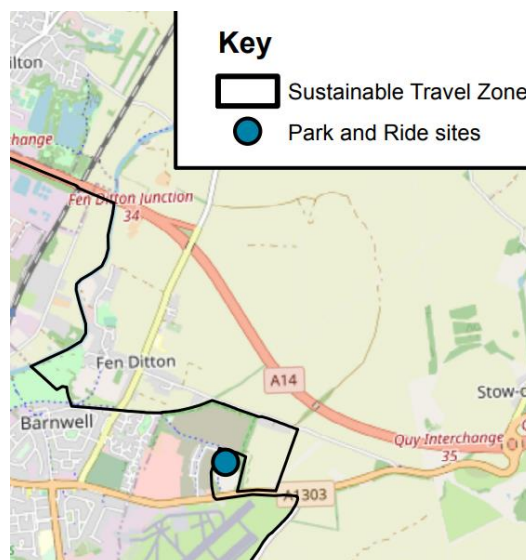 Key
Sustainable Travel Zone
Park and Ride sites
ilton
change
Fen Ditton Junction
34
Fen Ditton
A14
Stow-c
Barnwell
Quy Interchange
35
A1303